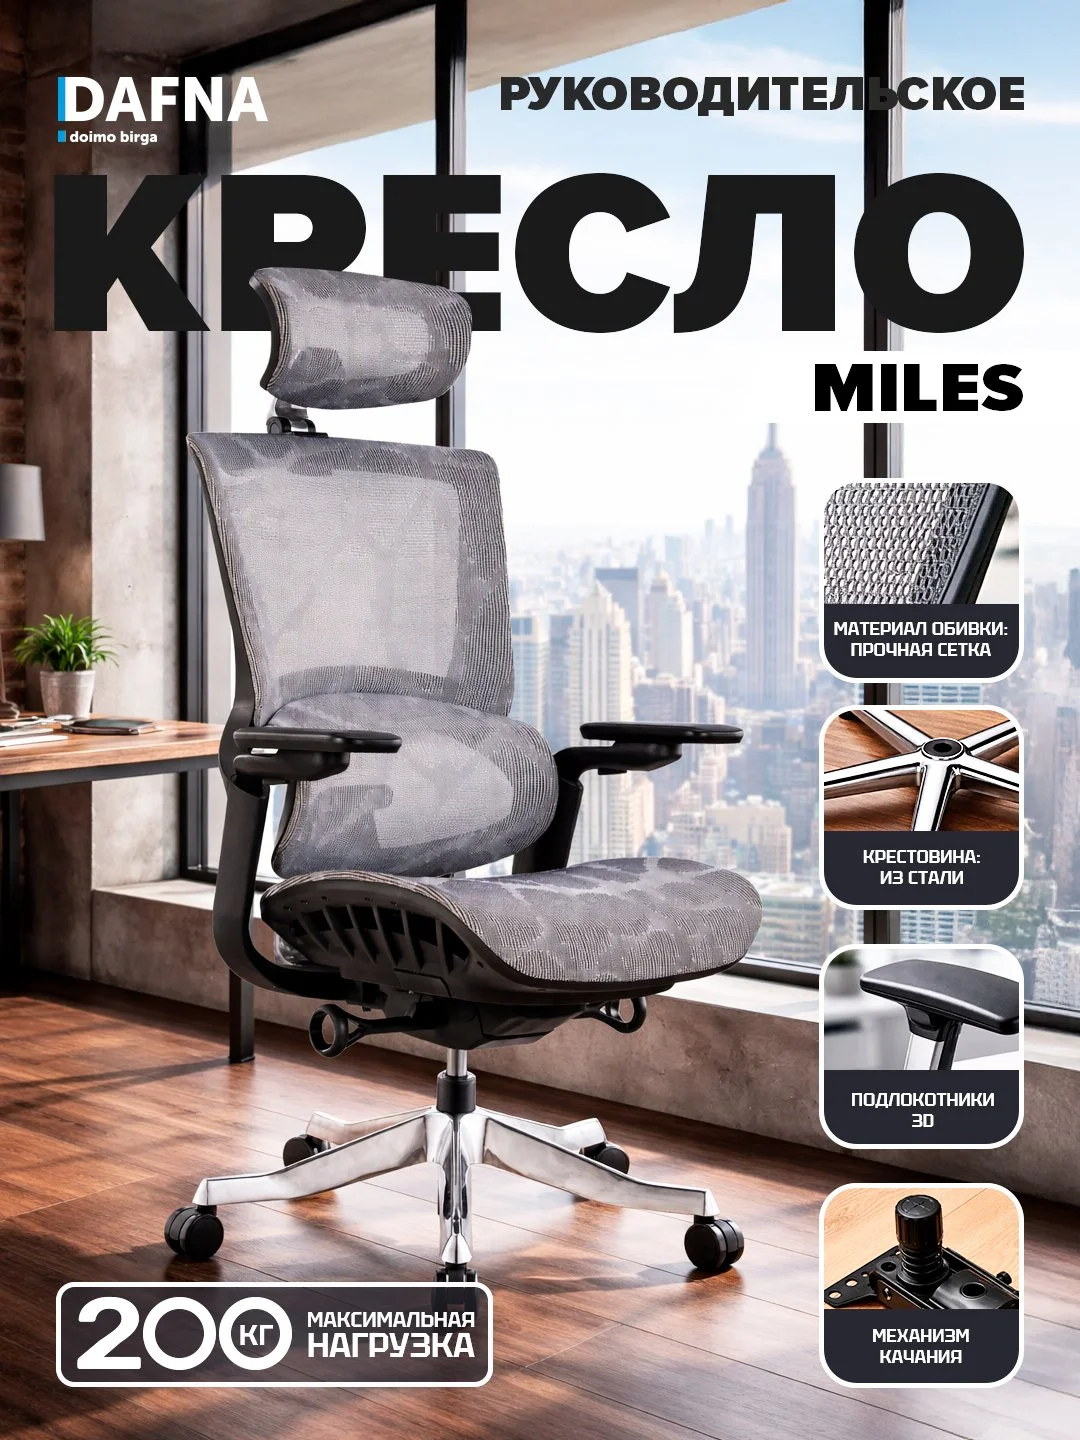 DAFNA
doimo birga
РУКОВОДИТЕЛЬСКОЕ
КРЕСЛО
MILES
МАТЕРИАЛ ОБИВКИ:
ПРОЧНАЯ СЕТКА
КРЕСТОВИНА:
ИЗ СТАЛИ
ПОДЛОКОТНИКИ
3D
МЕХАНИЗМ
КАЧАНИЯ
200 КГ
МАКСИМАЛЬНАЯ
НАГРУЗКА